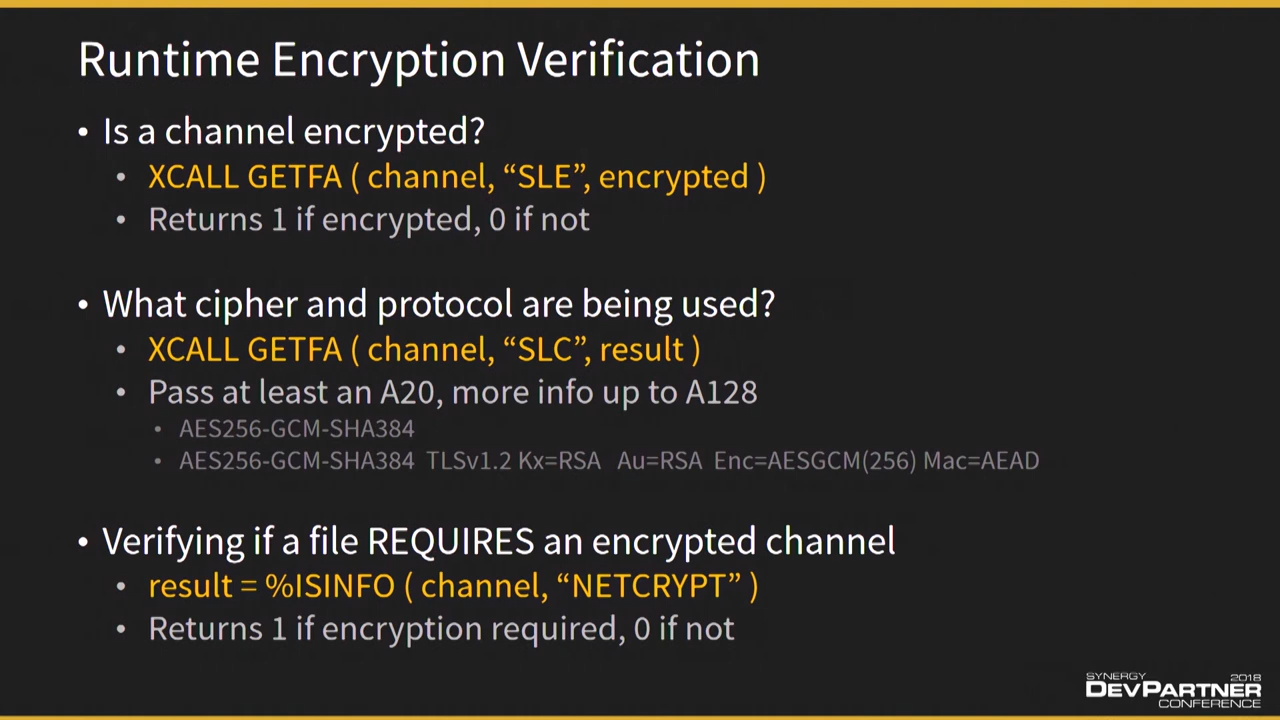 Runtime Encryption Verification
• Is a channel encrypted?
• XCALL GETFA ( channel, “SLE”, encrypted )
• Returns 1 if encrypted, 0 if not
• What cipher and protocol are being used?
• XCALL GETFA ( channel, “SLC”, result )
• Pass at least an A20, more info up to A128
• AES256-GCM-SHA384
• AES256-GCM-SHA384 TLSv1.2 Kx=RSA Au=RSA Enc=AESGCM(256) Mac=AEAD
• Verifying if a file REQUIRES an encrypted channel
• result = %ISINFO ( channel, “NETCRYPT” )
• Returns 1 if encryption required, 0 if not
SYNERGY 2018
DEVPARTNER
CONFERENCE